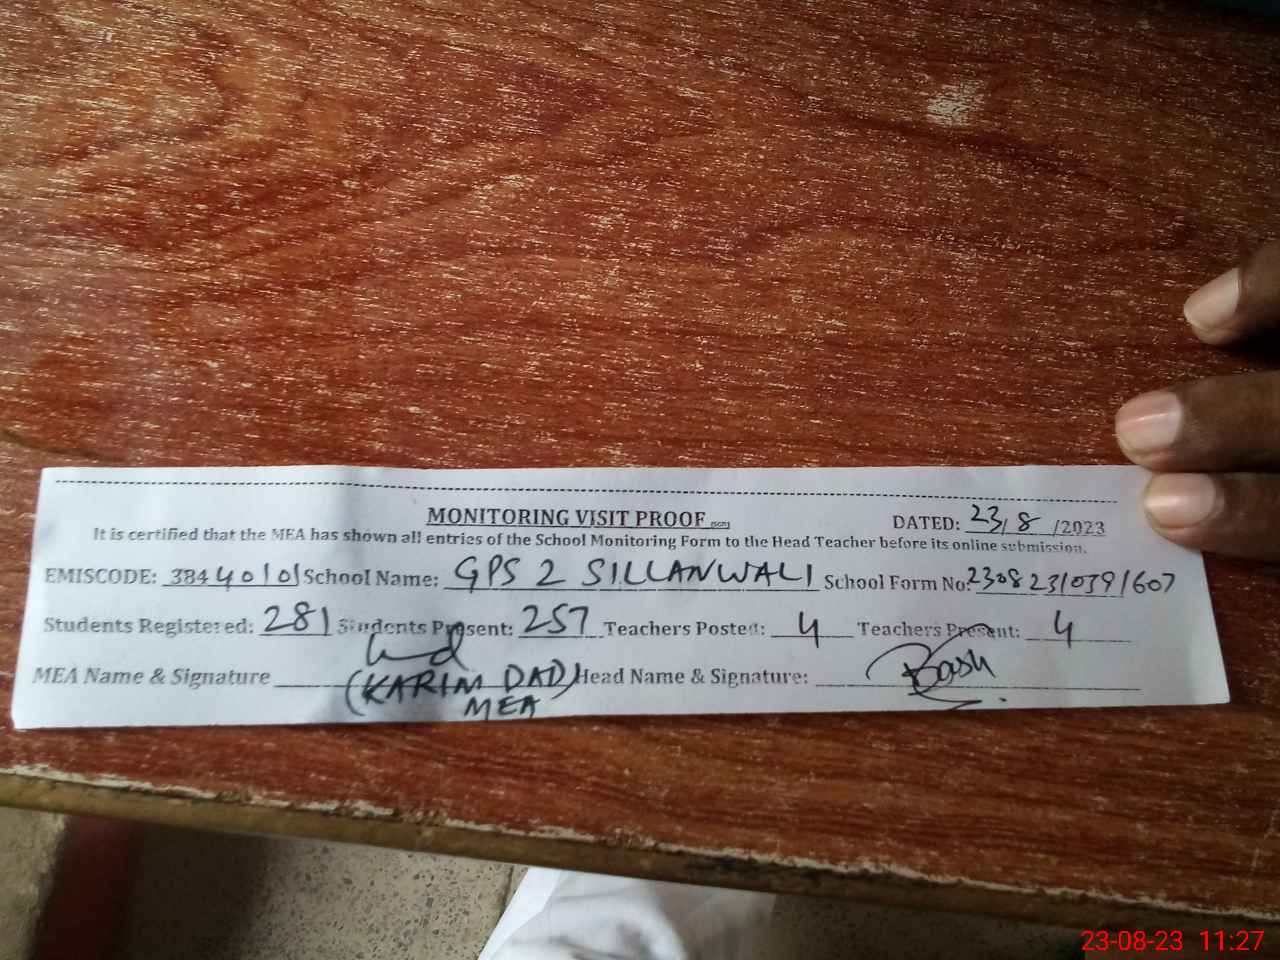 MONITORING VISIT PROOF
DATED: 23/8/2023
It is certified that the MEA has shown all entries of the School Monitoring Form to the Head Teacher before its online submission.
EMISCODE: 38440101 School Name: GPS 2 SILLANWALI School Form No: 23082310391607
Students Registered: 281 Students Present: 257 Teachers Posted: 4 Teachers Present: 4
MEA Name & Signature (KARIM DAD) Head Name & Signature:
MEA
23-08-23 11:27